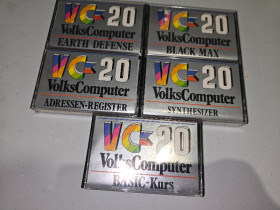 VC 20
VolksComputer
EARTH DEFENSE
VC 20
VolksComputer
BLACK MAX
VC 20
VolksComputer
ADRESSEN-REGISTER
VC 20
VolksComputer
SYNTHESIZER
VC 20
VolksComputer
BASIC-Kurs